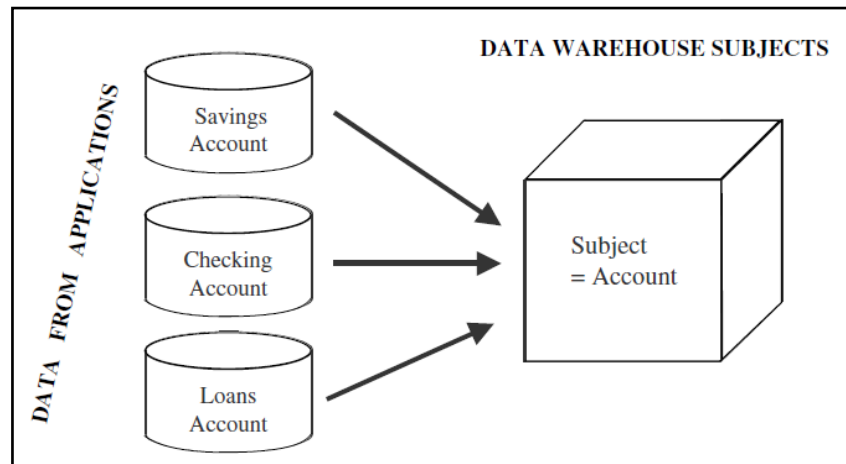 DATA WAREHOUSE SUBJECTS
DATA FROM APPLICATIONS
Savings
Account
Checking
Account
Loans
Account
Subject
= Account